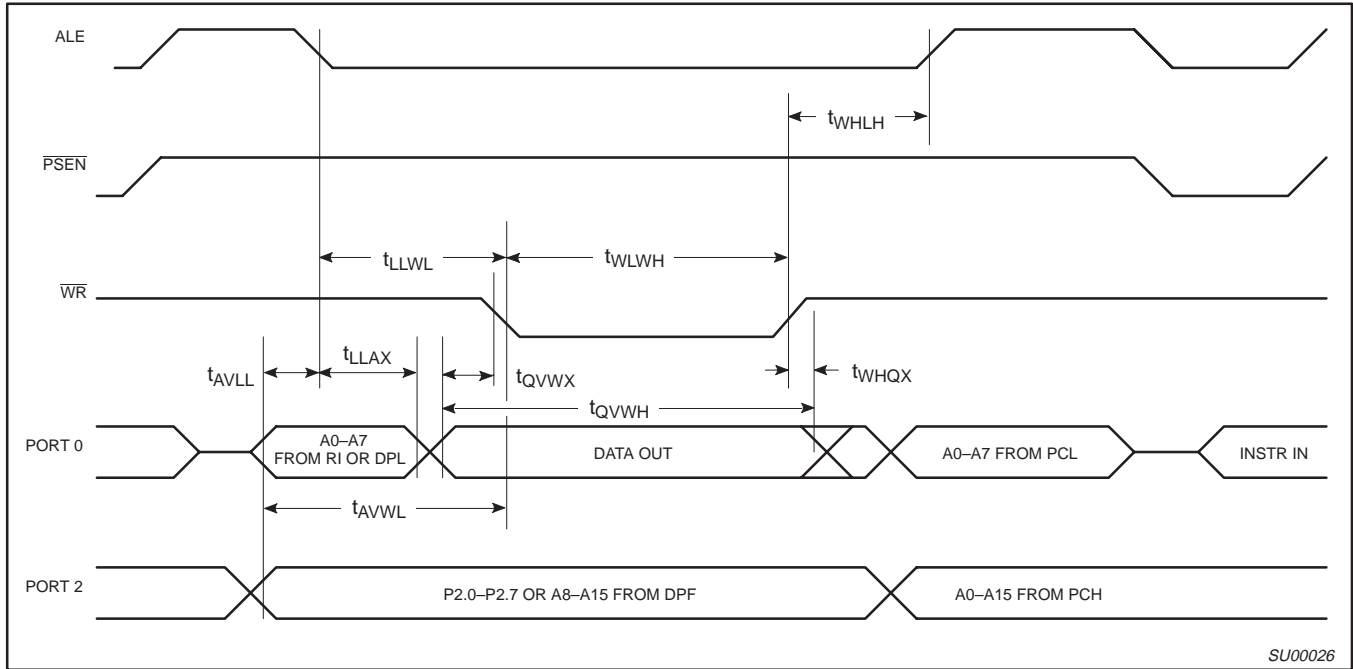 ALE
tWHLH
PSEN
tLLWL
tWLWH
WR
tLLAX
tAVLL
tQVWX
tWHQX
tQVWH
PORT 0
A0–A7
FROM RI OR DPL
DATA OUT
A0–A7 FROM PCL
INSTR IN
tAVWL
PORT 2
P2.0–P2.7 OR A8–A15 FROM DPF
A0–A15 FROM PCH
SU00026